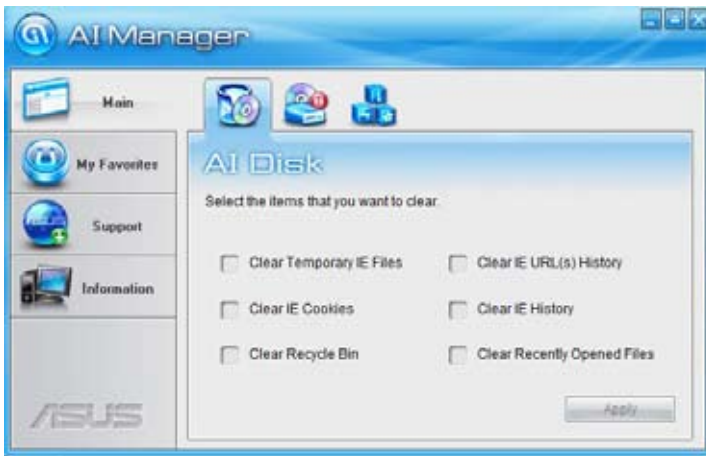 AI Manager
Main
My Favorites
Support
Information
ASUS
AI Disk
Select the items that you want to clear.
Clear Temporary IE Files
Clear IE URL(s) History
Clear IE Cookies
Clear IE History
Clear Recycle Bin
Clear Recently Opened Files
Apply